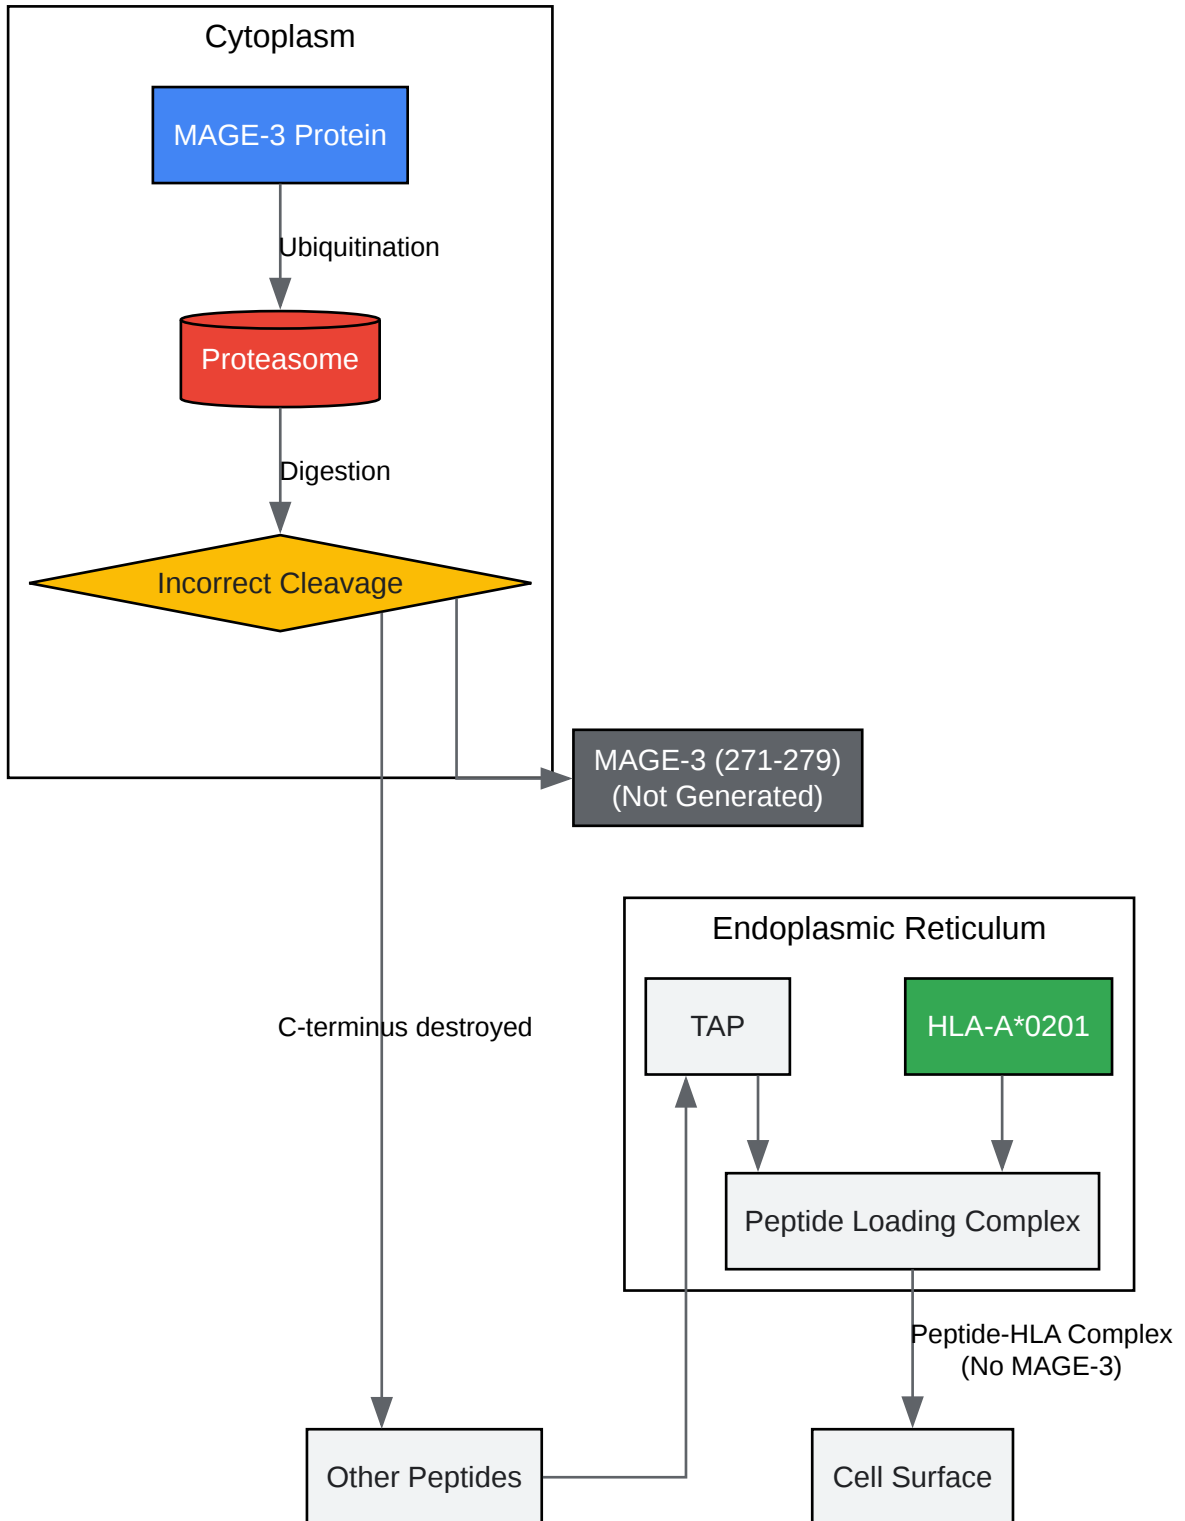 Cytoplasm
MAGE-3 Protein
Ubiquitination
Proteasome
Digestion
Incorrect Cleavage
MAGE-3 (271-279)
(Not Generated)
Endoplasmic Reticulum
TAP
HLA-A*0201
C-terminus destroyed
Peptide Loading Complex
Peptide-HLA Complex
(No MAGE-3)
Other Peptides
Cell Surface